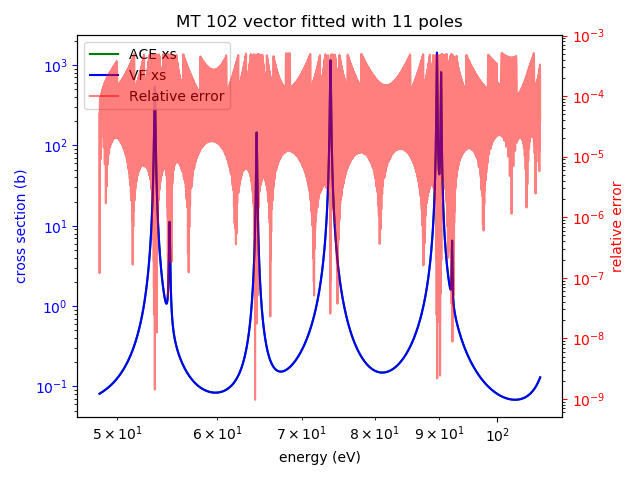 MT 102 vector fitted with 11 poles
ACE xs
VF xs
Relative error
cross section (b)
10³
10²
10¹
10⁰
10⁻¹
10⁻³
10⁻⁴
10⁻⁵
10⁻⁶
10⁻⁷
10⁻⁸
10⁻⁹
relative error
5 × 10¹ 6 × 10¹ 7 × 10¹ 8 × 10¹ 9 × 10¹ 10²
energy (eV)